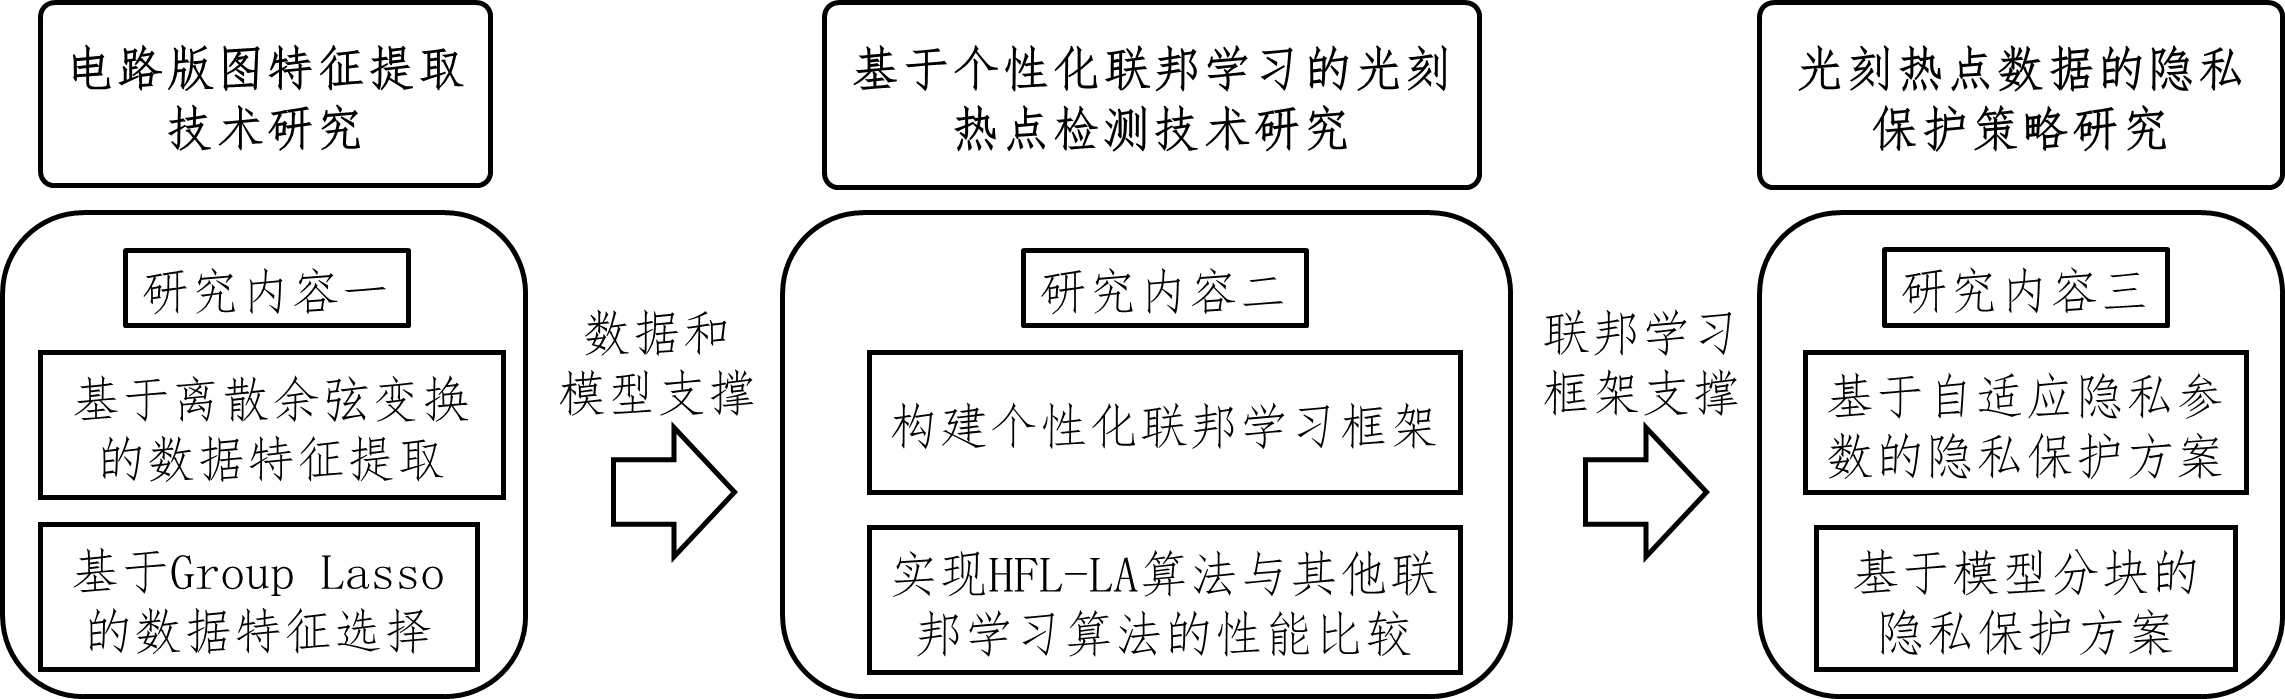 电路版图特征提取
技术研究
研究内容一
基于离散余弦变换
的数据特征提取
基于Group Lasso
的数据特征选择
数据和
模型支撑
基于个性化联邦学习的光刻
热点检测技术研究
研究内容二
构建个性化联邦学习框架
实现HFL-LA算法与其他联
邦学习算法的性能比较
联邦学习
框架支撑
光刻热点数据的隐私
保护策略研究
研究内容三
基于自适应隐私参
数的隐私保护方案
基于模型分块的
隐私保护方案